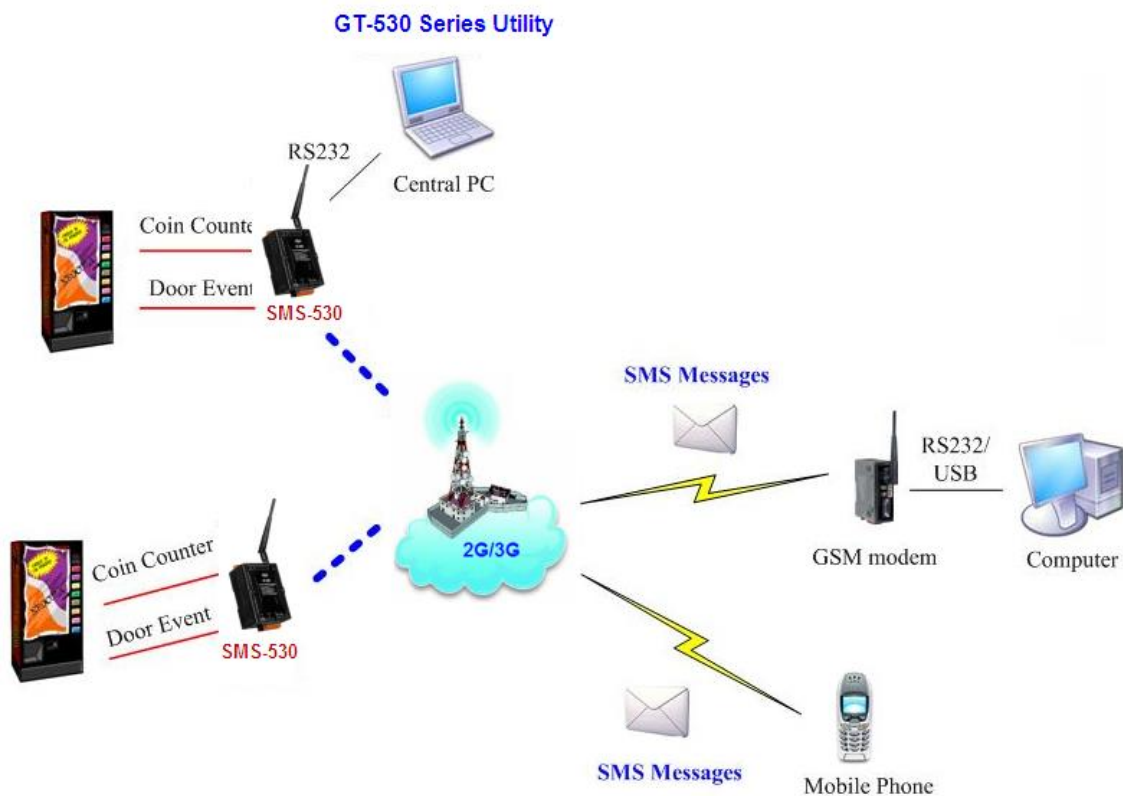 GT-530 Series Utility
RS232
Central PC
Coin Counte
Door Event
SMS-530
SMS Messages
RS232/
USB
2G/3G
GSM modem
Computer
Coin Counter
Door Event
SMS-530
SMS Messages
Mobile Phone